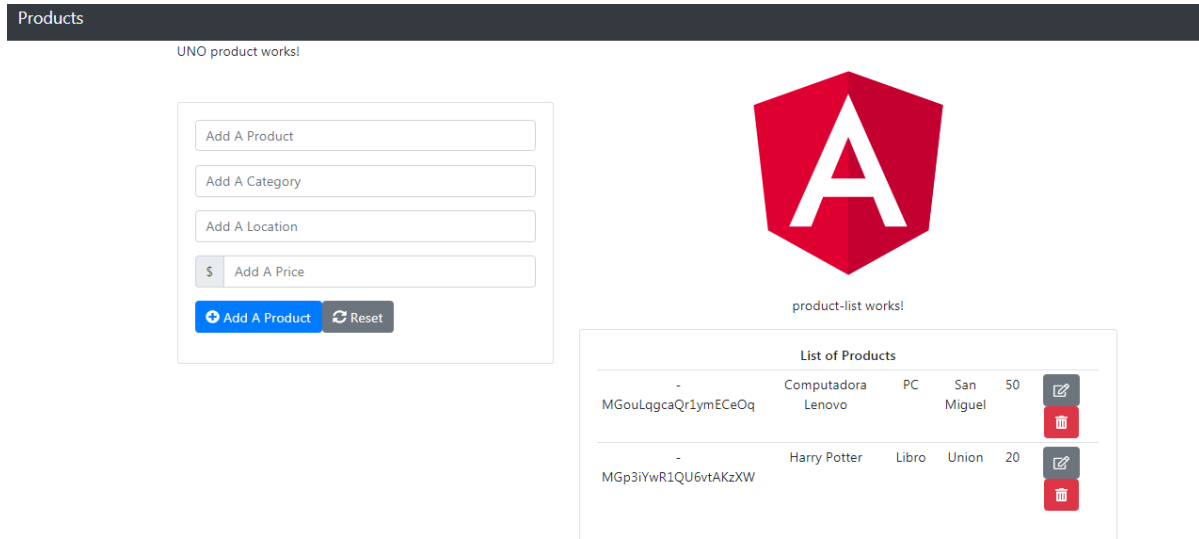 Products
UNO product works!
Add A Product
Add A Category
Add A Location
$ Add A Price
Add A Product Reset
A
product-list works!
List of Products
- Computadora PC San 50
MGouLqgcaQr1ymECeOq Lenovo Miguel
- Harry Potter Libro Union 20
MGp3iYwR1QU6vtAKzXW